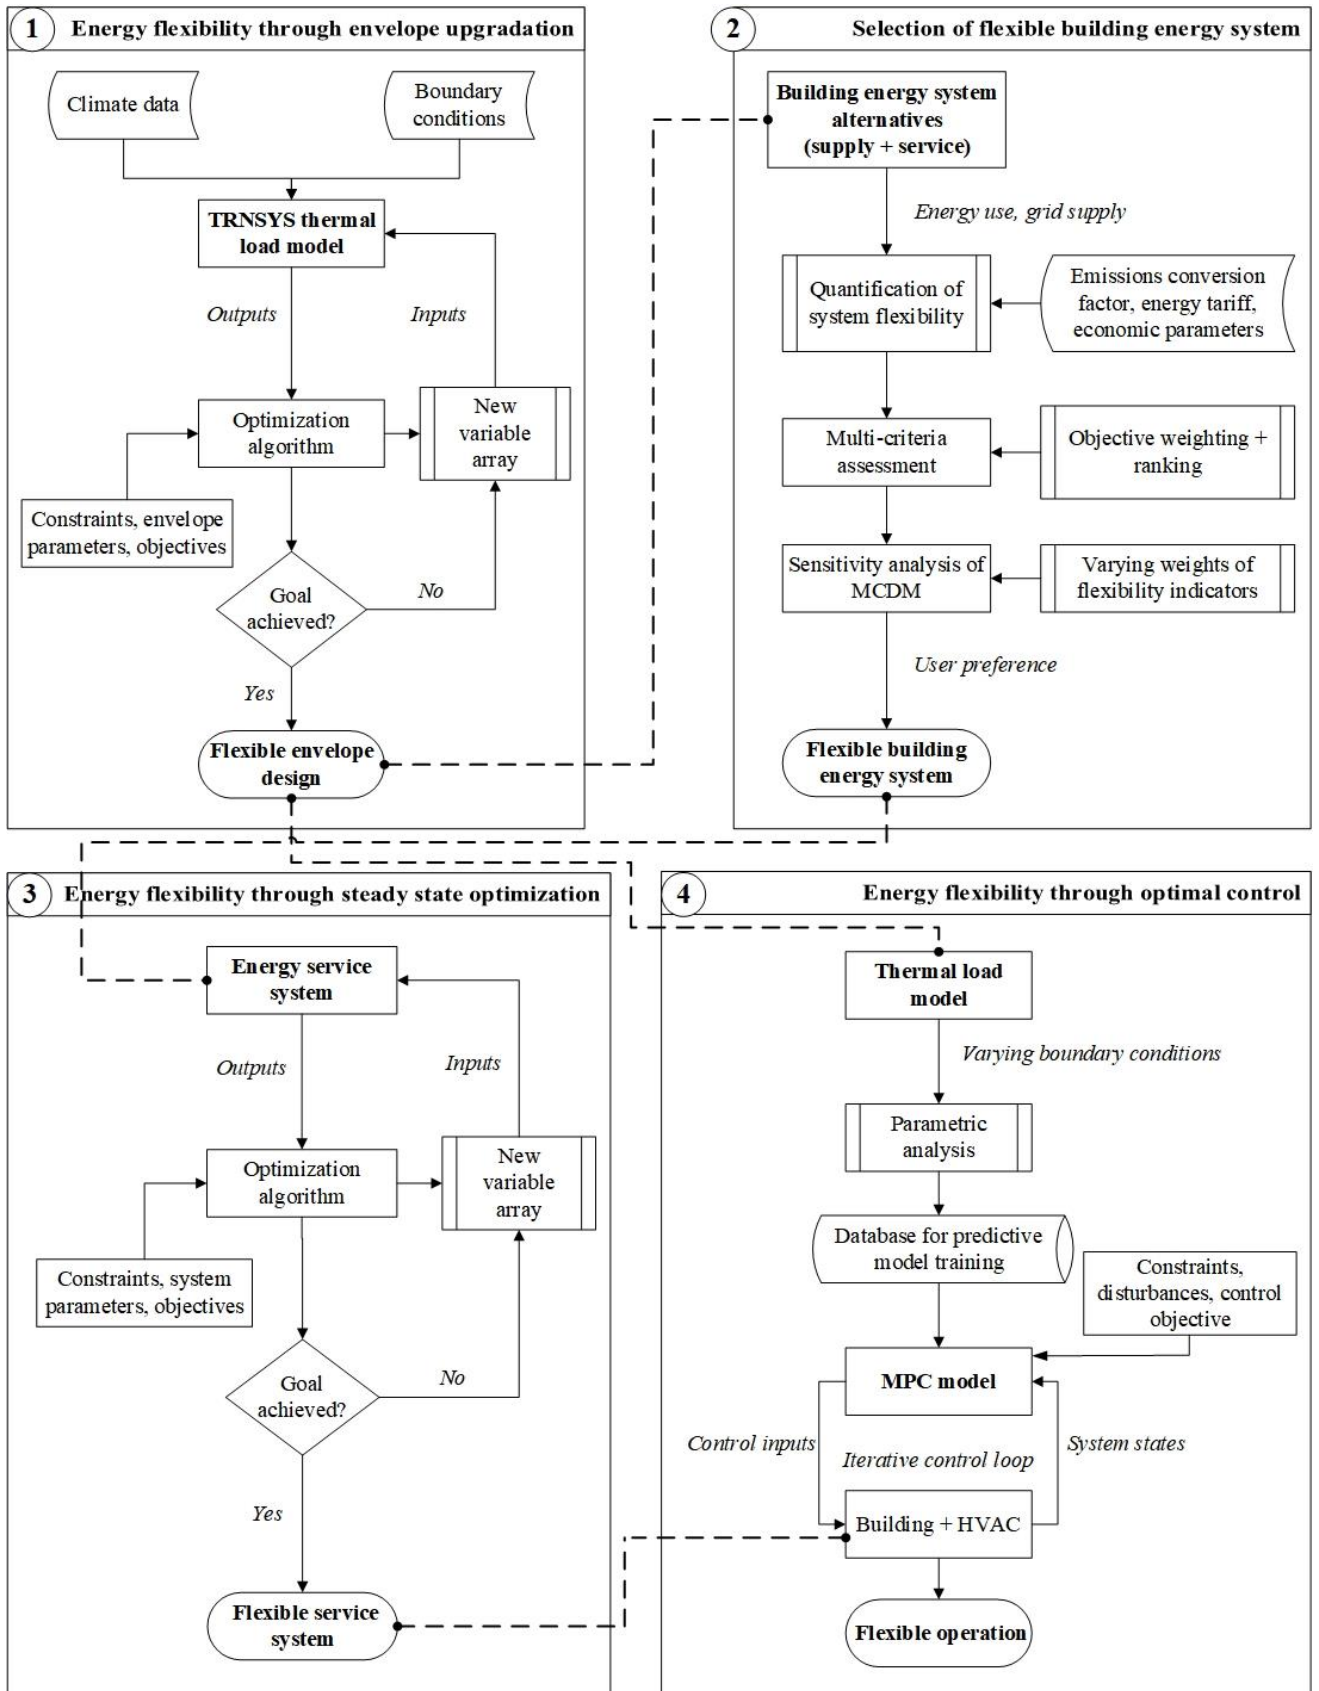 1
Energy flexibility through envelope upgradation
Climate data
Boundary
conditions
TRNSYS thermal
load model
Outputs
Inputs
Optimization
algorithm
New
variable
array
Constraints, envelope
parameters, objectives
Goal
achieved?
No
Yes
Flexible envelope
design
2
Selection of flexible building energy system
Building energy system
alternatives
(supply + service)
Energy use, grid supply
Quantification of
system flexibility
Emissions conversion
factor, energy tariff,
economic parameters
Multi-criteria
assessment
Objective weighting +
ranking
Sensitivity analysis of
MCDM
Varying weights of
flexibility indicators
User preference
Flexible building
energy system
3
Energy flexibility through steady state optimization
Energy service
system
Outputs
Inputs
Optimization
algorithm
New
variable
array
Constraints, system
parameters, objectives
Goal
achieved?
No
Yes
Flexible service
system
4
Energy flexibility through optimal control
Thermal load
model
Varying boundary conditions
Parametric
analysis
Database for predictive
model training
Constraints,
disturbances, control
objective
MPC model
Control inputs
Iterative control loop
System states
Building + HVAC
Flexible operation